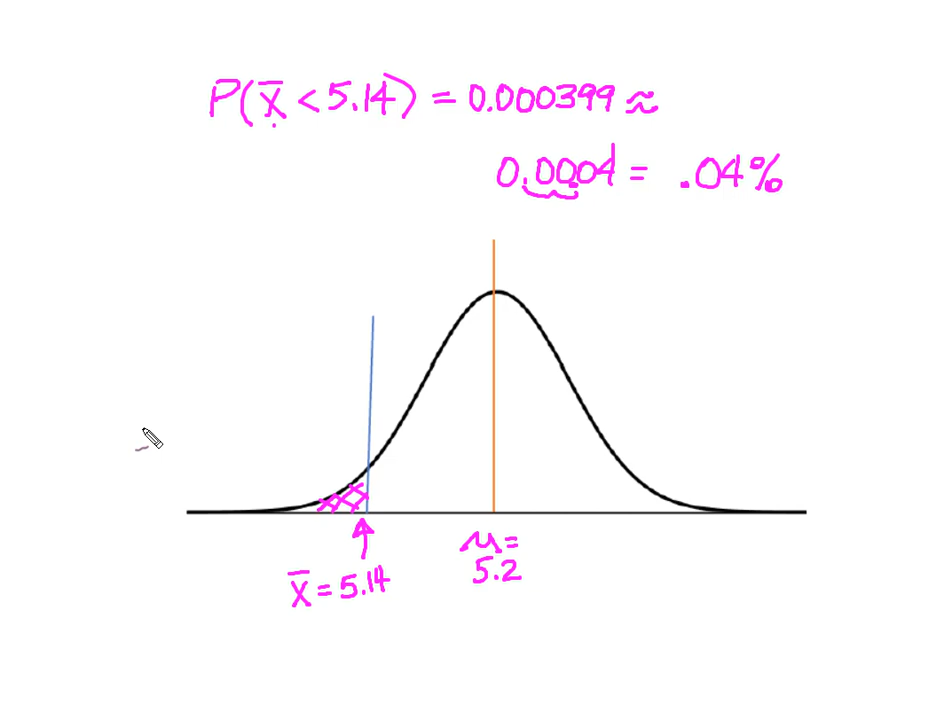 P(x̅ < 5.14) = 0.000399 ≈
0.0004 = .04%
μ =
5.2
x̅ = 5.14